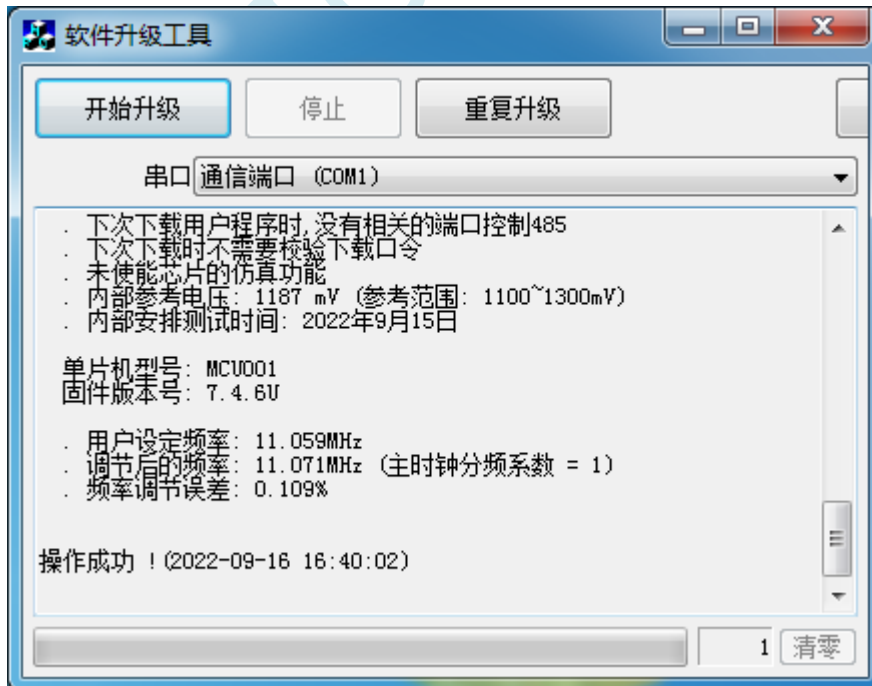 软件升级工具
开始升级 停止 重复升级
串口 通信端口 (COM1)
. 下次下载用户程序时,没有相关的端口控制485
. 下次下载时不需要校验下载口令
. 未使能芯片的仿真功能
. 内部参考电压: 1187 mV (参考范围: 1100~1300mV)
. 内部安排测试时间: 2022年9月15日
单片机型号: MCU001
固件版本号: 7.4.6U
. 用户设定频率: 11.059MHz
. 调节后的频率: 11.071MHz (主时钟分频系数 = 1)
. 频率调节误差: 0.109%
操作成功 !(2022-09-16 16:40:02)
1 清零